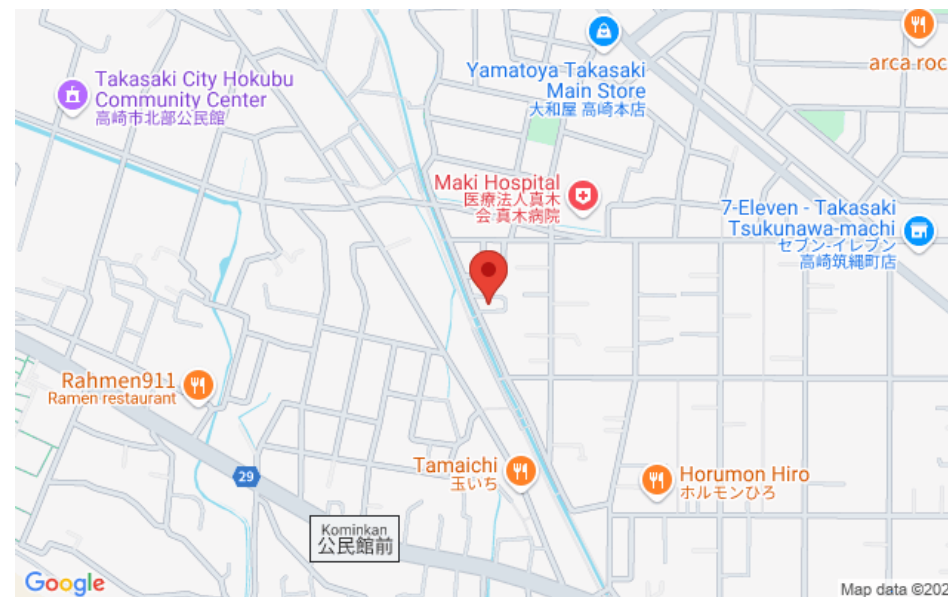 Takasaki City Hokubu
Community Center
高崎市北部公民館
Yamatoya Takasaki
Main Store
大和屋 高崎本店
arca roc
Maki Hospital
医療法人真木
会 真木病院
7-Eleven - Takasaki
Tsukunawa-machi
セブン-イレブン
高崎筑縄町店
Rahmen911
Ramen restaurant
29
Tamaichi
玉いち
Horumon Hiro
ホルモンひろ
Kominkan
公民館前
Google
Map data ©202